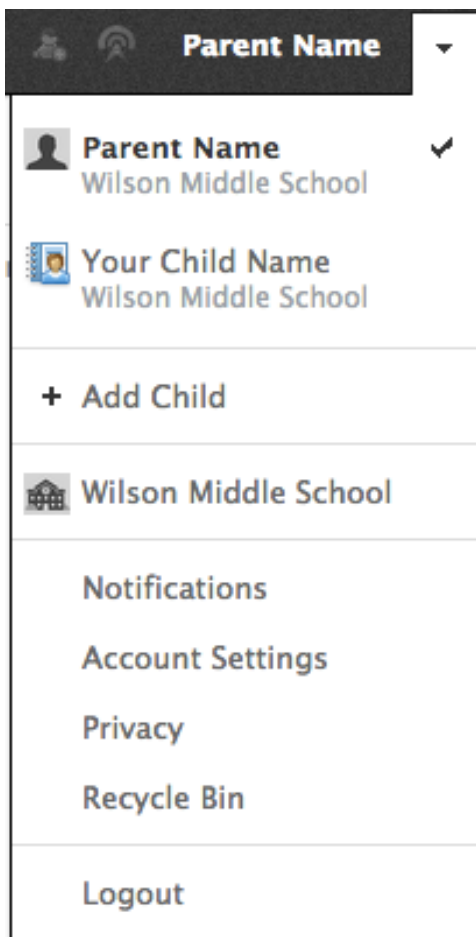 Parent Name
Parent Name
Wilson Middle School
Your Child Name
Wilson Middle School
+ Add Child
Wilson Middle School
Notifications
Account Settings
Privacy
Recycle Bin
Logout